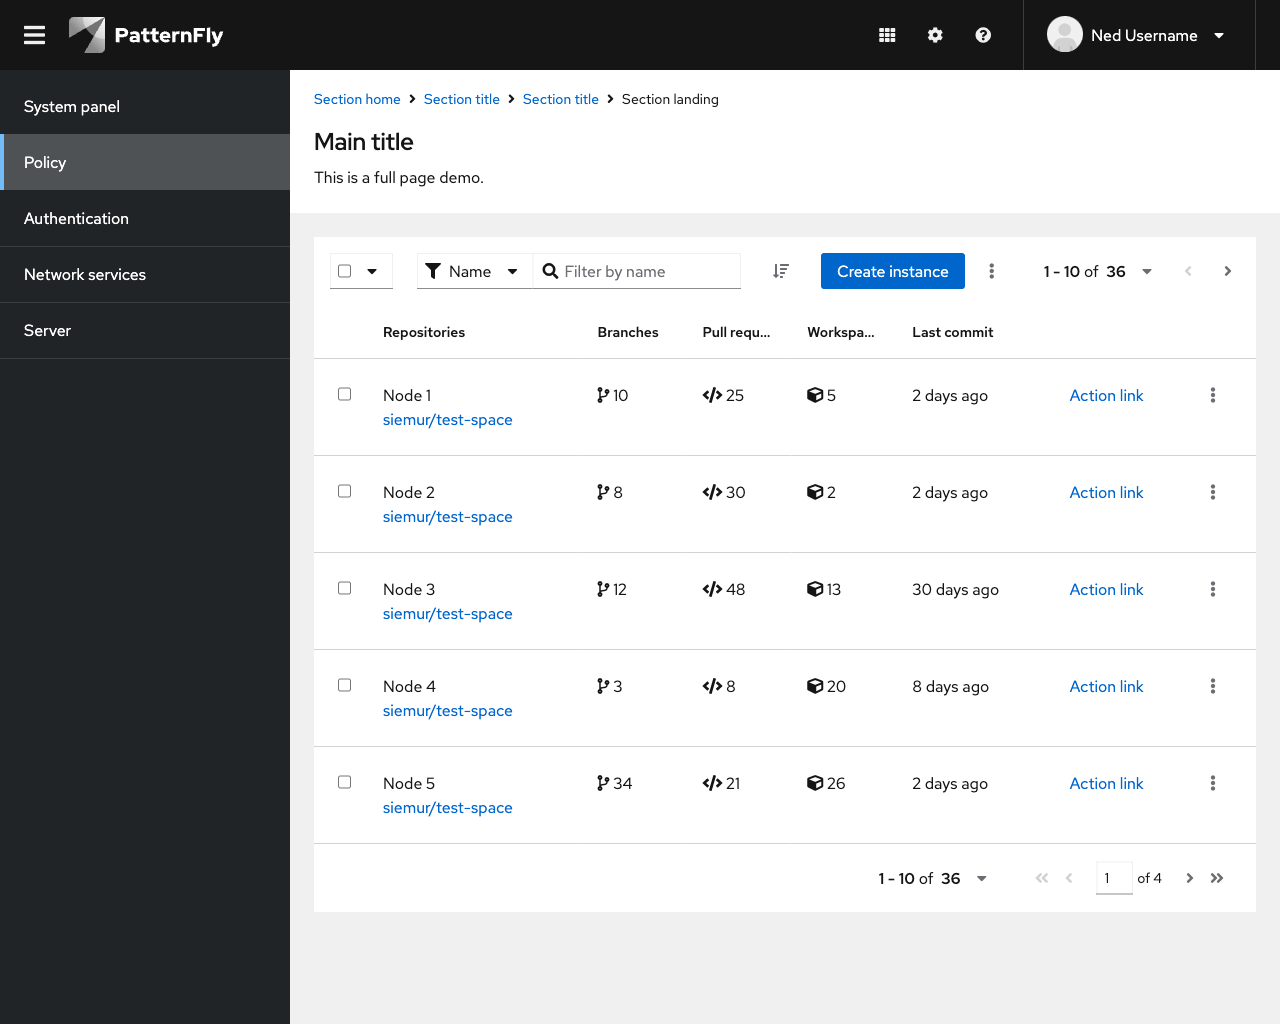 PatternFly
Ned Username
System panel
Policy
Authentication
Network services
Server
Section home Section title Section title Section landing
Main title
This is a full page demo.
Name Filter by name Create instance 1 - 10 of 36
Repositories Branches Pull requ... Workspa... Last commit
Node 1 10 25 5 2 days ago Action link
siemur/test-space
Node 2 8 30 2 2 days ago Action link
siemur/test-space
Node 3 12 48 13 30 days ago Action link
siemur/test-space
Node 4 3 8 20 8 days ago Action link
siemur/test-space
Node 5 34 21 26 2 days ago Action link
siemur/test-space
1 - 10 of 36 1 of 4